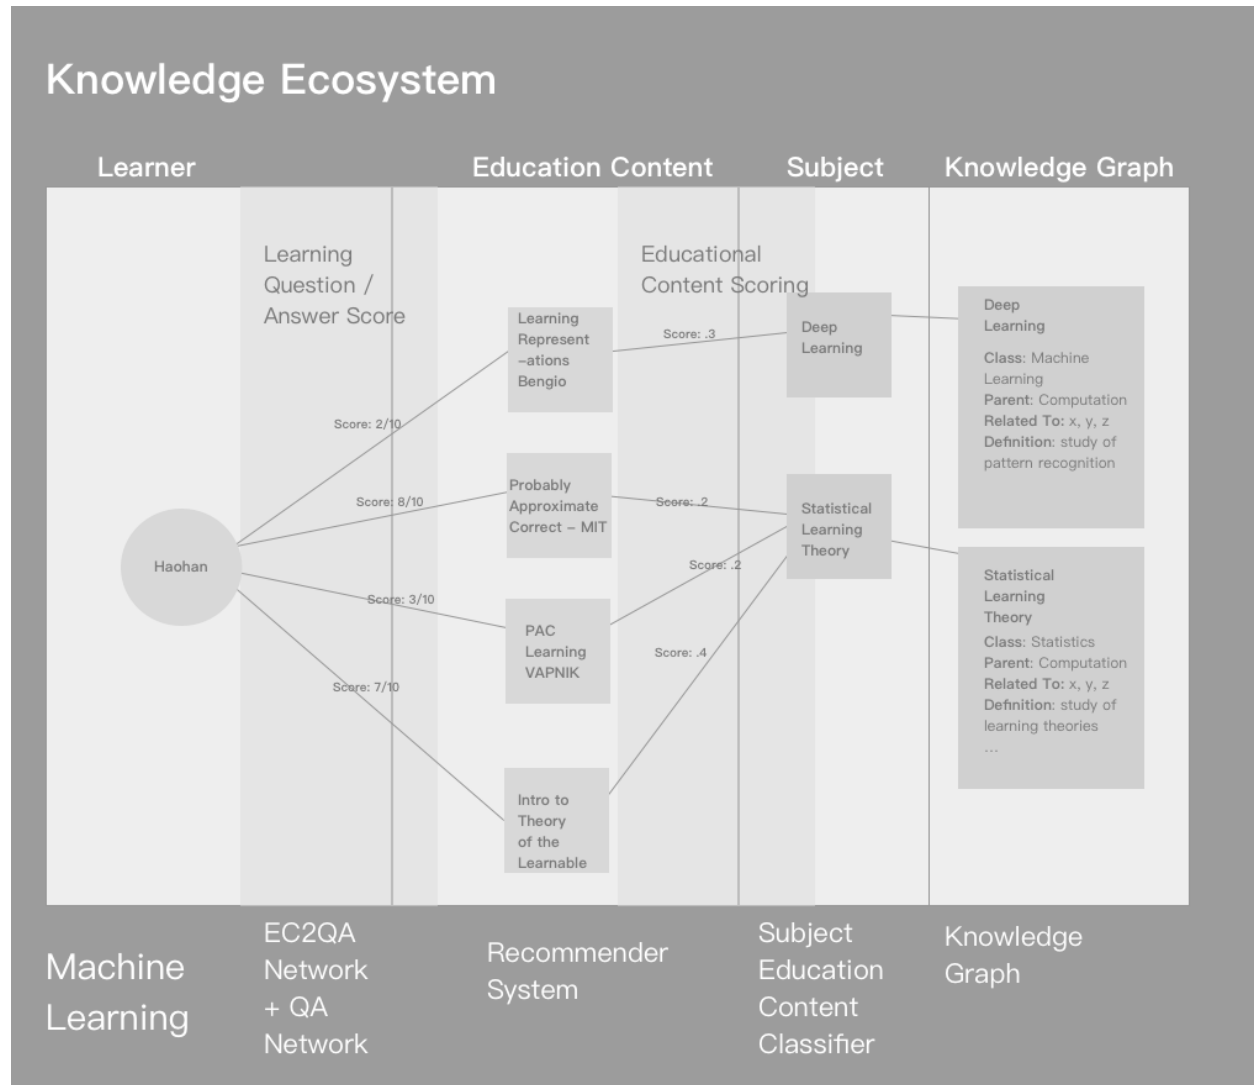 Knowledge Ecosystem
Learner
Education Content
Subject
Knowledge Graph
Learning
Question /
Answer Score
Educational
Content Scoring
Haohan
Score: 2/10
Score: 8/10
Score: 3/10
Score: 7/10
Learning
Represent
-ations
Bengio
Probably
Approximate
Correct - MIT
PAC
Learning
VAPNIK
Intro to
Theory
of the
Learnable
Score: .3
Score: .2
Score: .2
Score: .4
Deep
Learning
Statistical
Learning
Theory
Deep
Learning
Class: Machine
Learning
Parent: Computation
Related To: x, y, z
Definition: study of
pattern recognition
Statistical
Learning
Theory
Class: Statistics
Parent: Computation
Related To: x, y, z
Definition: study of
learning theories
...
Machine
Learning
EC2QA
Network
+ QA
Network
Recommender
System
Subject
Education
Content
Classifier
Knowledge
Graph